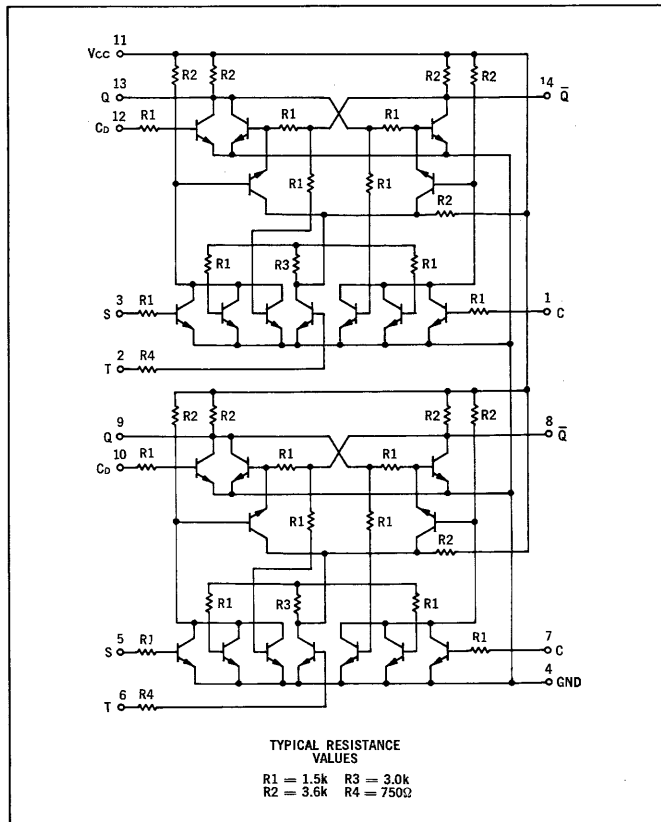 11
Vcc
R2 R2 R2 R2
13 14
Q Q̅
12 R1 R1
CD R1
R1 R1
R2
R1 R3 R1
3 R1 R1 1
S C
2 R4
T
R2 R2 R2 R2
9 8
Q Q̅
10 R1 R1
CD R1
R1 R1
R2
R1 R3 R1
5 R1 R1 7
S C
4
GND
6 R4
T
TYPICAL RESISTANCE
VALUES
R1 = 1.5k R3 = 3.0k
R2 = 3.6k R4 = 750Ω